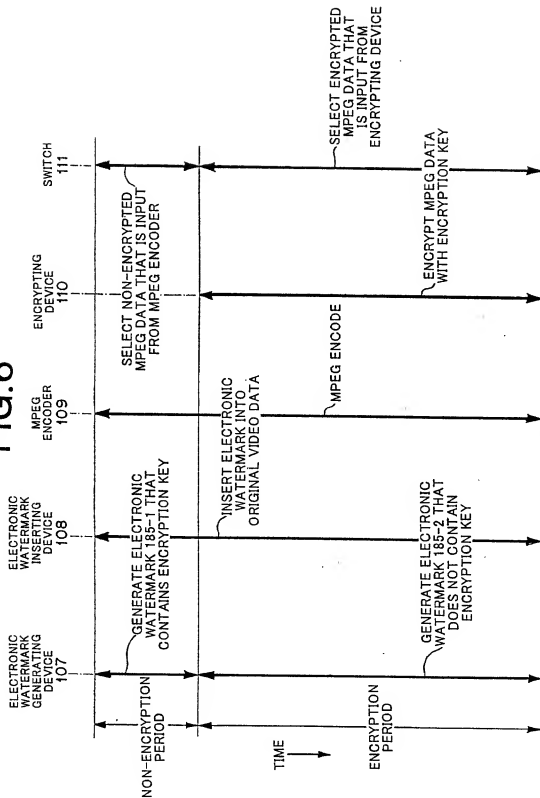 FIG.6
ELECTRONIC
WATERMARK
GENERATING
DEVICE
107
ELECTRONIC
WATERMARK
INSERTING
DEVICE
108
MPEG
ENCODER
109
ENCRYPTING
DEVICE
110
SWITCH
111
NON-ENCRYPTION
PERIOD
GENERATE ELECTRONIC
WATERMARK 185-1 THAT
CONTAINS ENCRYPTION KEY
SELECT NON-ENCRYPTED
MPEG DATA THAT IS INPUT
FROM MPEG ENCODER
INSERT ELECTRONIC
WATERMARK INTO
ORIGINAL VIDEO DATA
MPEG ENCODE
TIME
ENCRYPTION
PERIOD
GENERATE ELECTRONIC
WATERMARK 185-2 THAT
DOES NOT CONTAIN
ENCRYPTION KEY
ENCRYPT MPEG DATA
WITH ENCRYPTION KEY
SELECT ENCRYPTED
MPEG DATA THAT
IS INPUT FROM
ENCRYPTING DEVICE